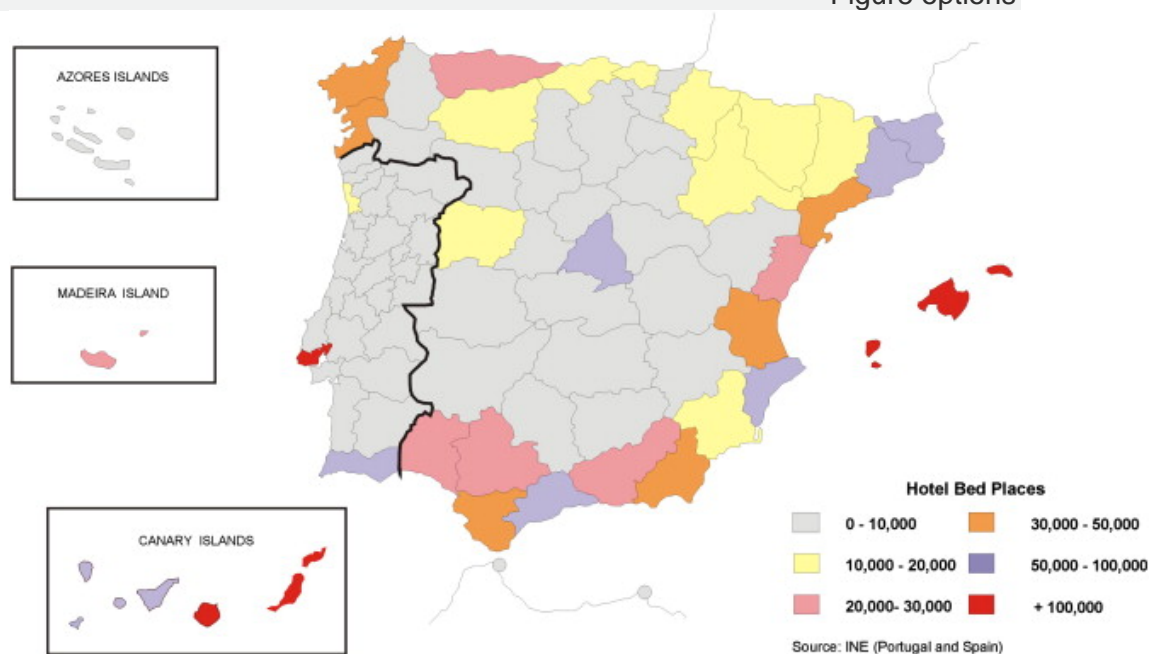 Figure options
AZORES ISLANDS
MADEIRA ISLAND
CANARY ISLANDS
Hotel Bed Places
0 - 10,000
30,000 - 50,000
10,000 - 20,000
50,000 - 100,000
20,000- 30,000
+ 100,000
Source: INE (Portugal and Spain)